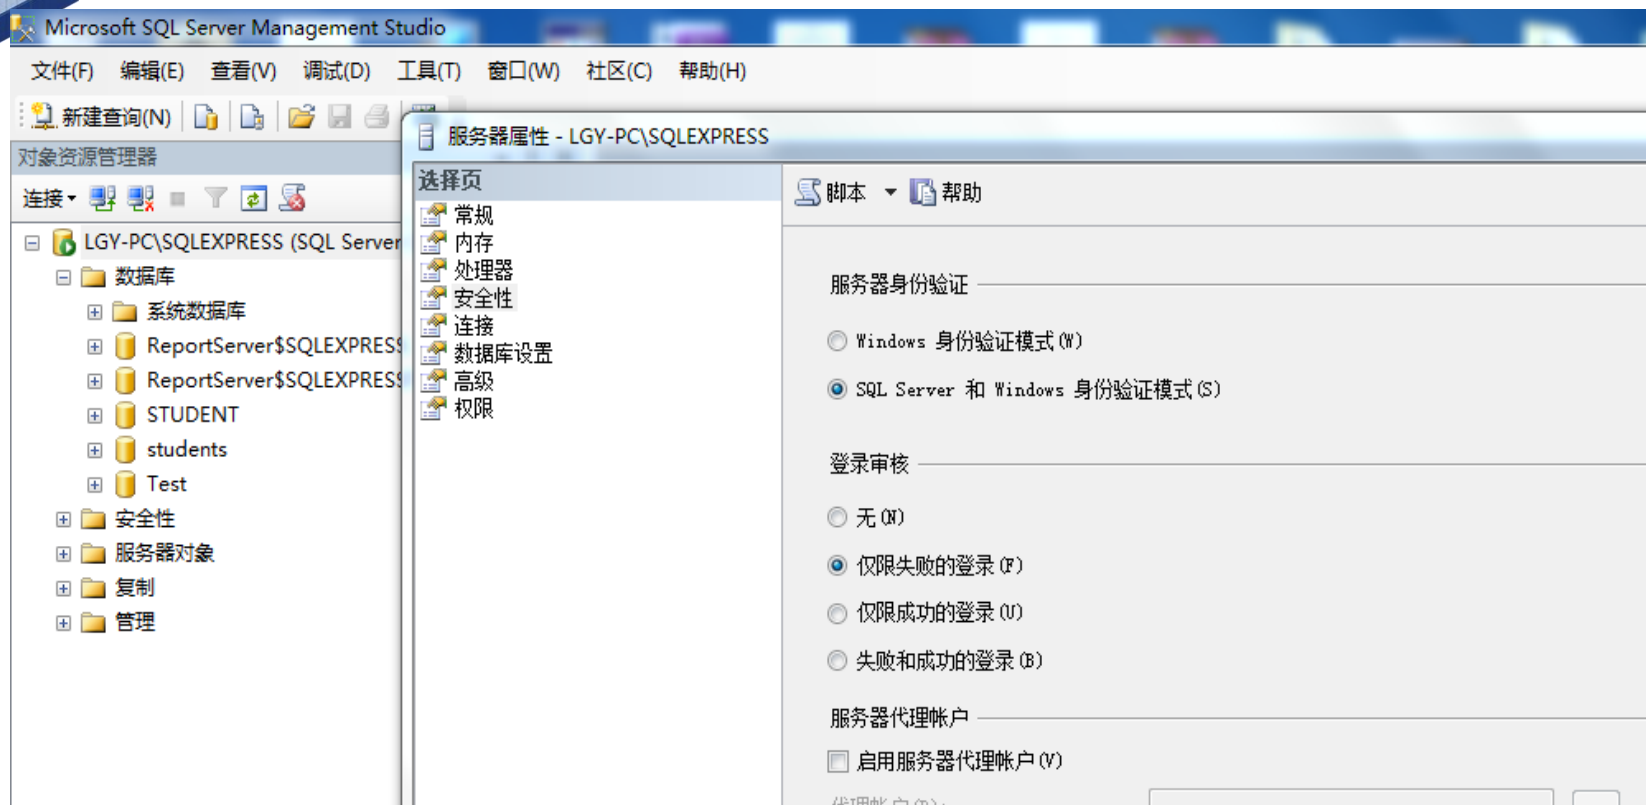 Microsoft SQL Server Management Studio
文件(F) 编辑(E) 查看(V) 调试(D) 工具(T) 窗口(W) 社区(C) 帮助(H)
新建查询(N)
对象资源管理器
连接
LGY-PC\SQLEXPRESS (SQL Server
数据库
系统数据库
ReportServer$SQLEXPRESS
ReportServer$SQLEXPRESS
STUDENT
students
Test
安全性
服务器对象
复制
管理
服务器属性 - LGY-PC\SQLEXPRESS
选择页
常规
内存
处理器
安全性
连接
数据库设置
高级
权限
脚本 帮助
服务器身份验证
Windows 身份验证模式(W)
SQL Server 和 Windows 身份验证模式(S)
登录审核
无(N)
仅限失败的登录(F)
仅限成功的登录(U)
失败和成功的登录(B)
服务器代理帐户
启用服务器代理帐户(V)